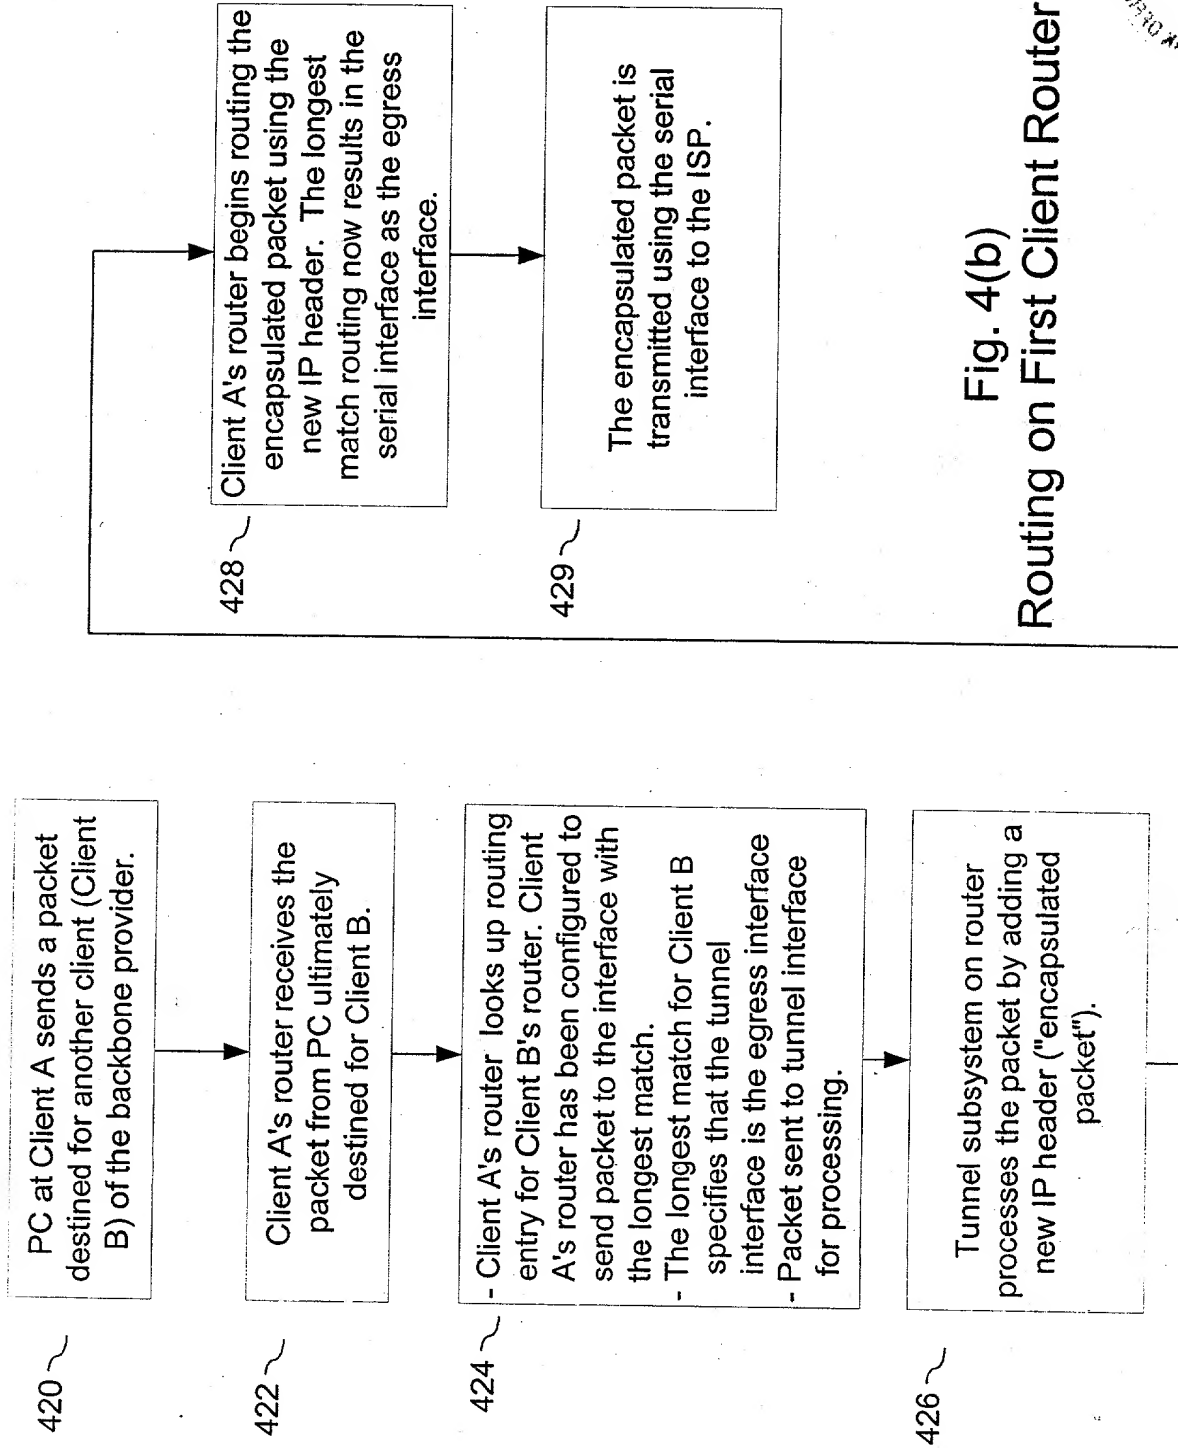 420
PC at Client A sends a packet
destined for another client (Client
B) of the backbone provider.
422
Client A's router receives the
packet from PC ultimately
destined for Client B.
424
- Client A's router looks up routing
entry for Client B's router. Client
A's router has been configured to
send packet to the interface with
the longest match.
- The longest match for Client B
specifies that the tunnel
interface is the egress interface
- Packet sent to tunnel interface
for processing.
426
Tunnel subsystem on router
processes the packet by adding a
new IP header ("encapsulated
packet").
428
Client A's router begins routing the
encapsulated packet using the
new IP header. The longest
match routing now results in the
serial interface as the egress
interface.
429
The encapsulated packet is
transmitted using the serial
interface to the ISP.
Fig. 4(b)
Routing on First Client Router